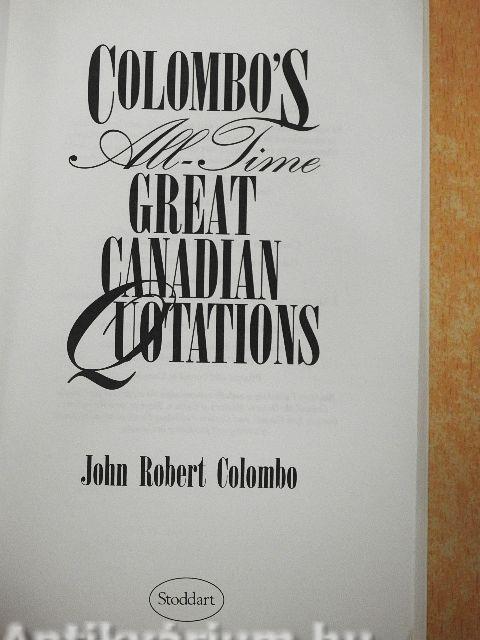 COLOMBO'S
All-Time
GREAT
CANADIAN
QUOTATIONS
John Robert Colombo
Stoddart
Antikvárium.hu